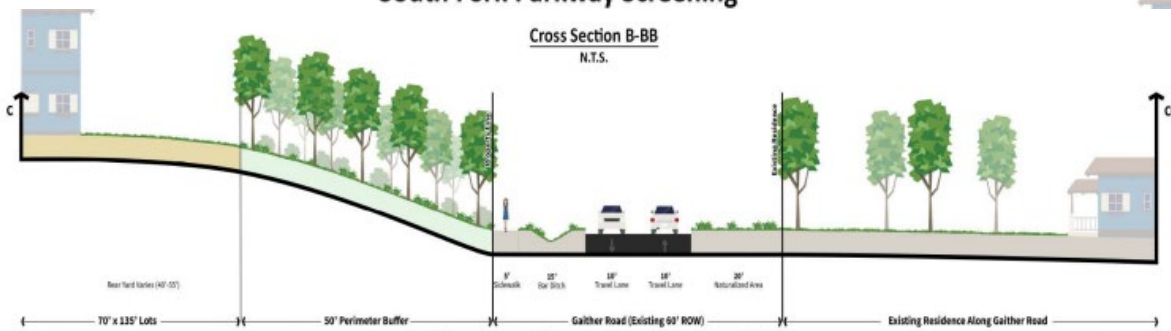 South Fork Parkway Screening
Cross Section B-BB
N.T.S.
C
C
Property Line
Existing Residence
Rear Yard Varies (40'-55')
5'
Sidewalk
15'
Bar Ditch
10'
Travel Lane
10'
Travel Lane
20'
Naturalized Area
70' x 135' Lots
50' Perimeter Buffer
Gaither Road (Existing 60' ROW)
Existing Residence Along Gaither Road